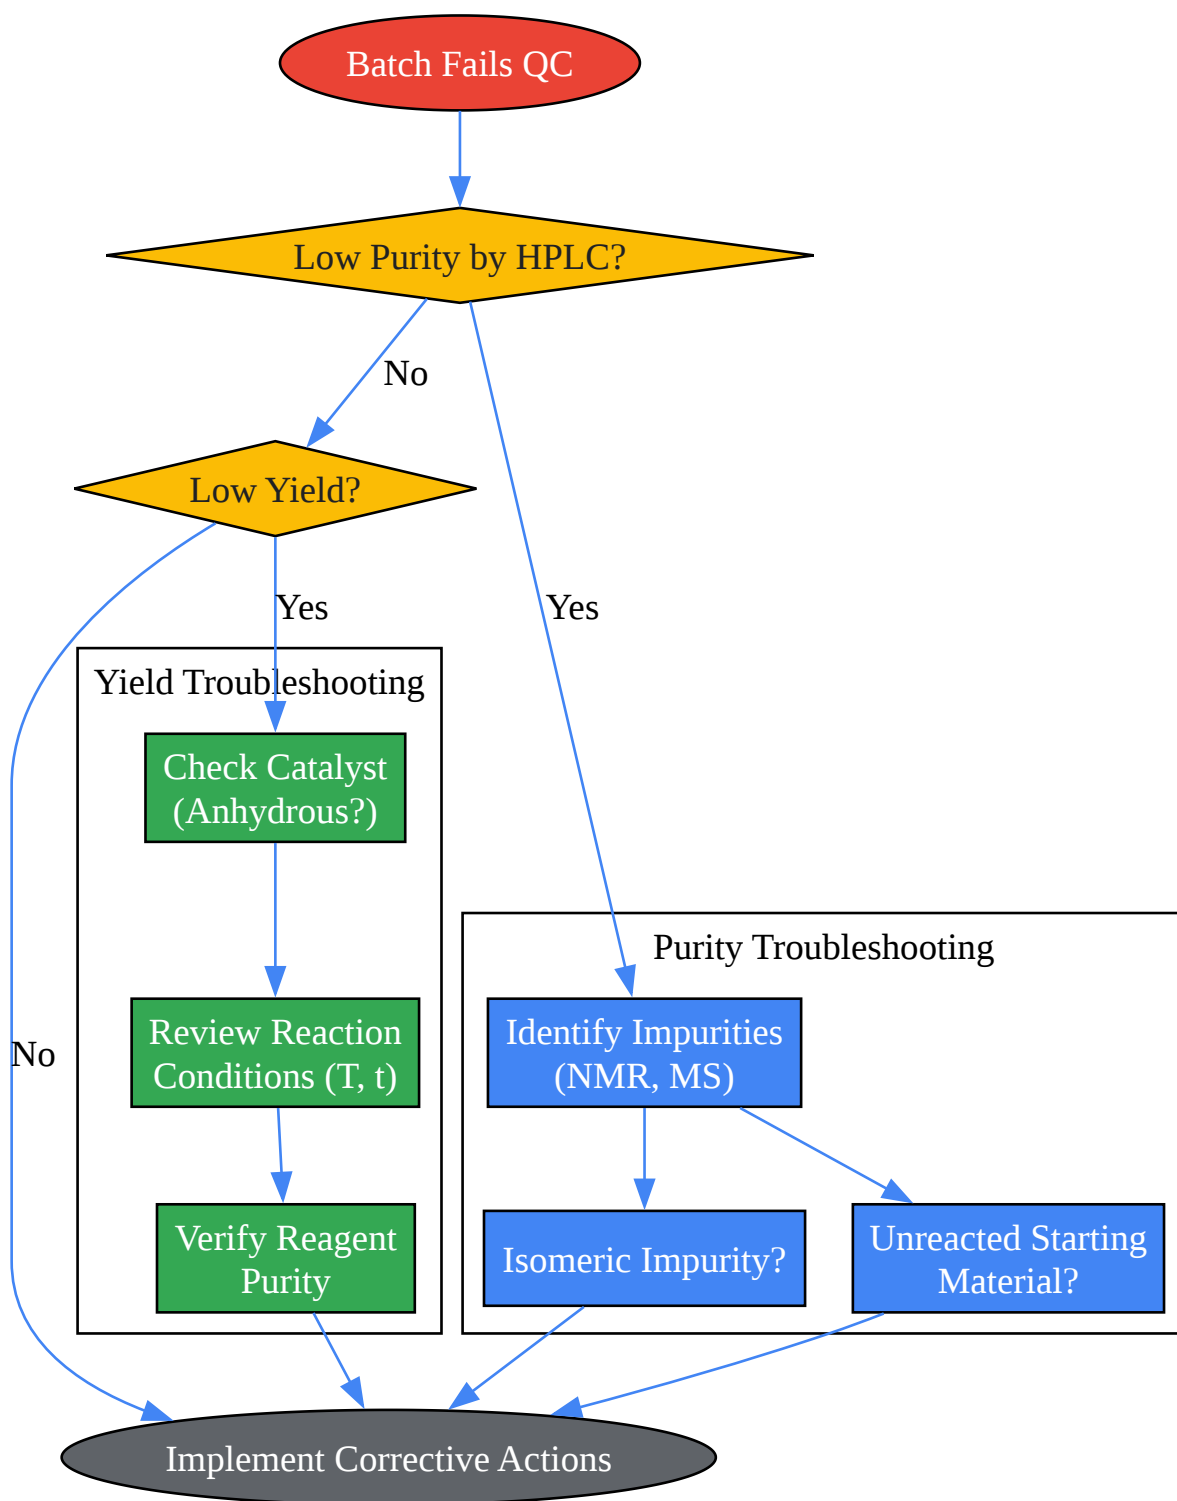 Batch Fails QC
Low Purity by HPLC?
No
Low Yield?
Yes
Yes
Yield Troubleshooting
Check Catalyst
(Anhydrous?)
Purity Troubleshooting
Review Reaction
Conditions (T, t)
Identify Impurities
(NMR, MS)
No
Verify Reagent
Purity
Isomeric Impurity?
Unreacted Starting
Material?
Implement Corrective Actions